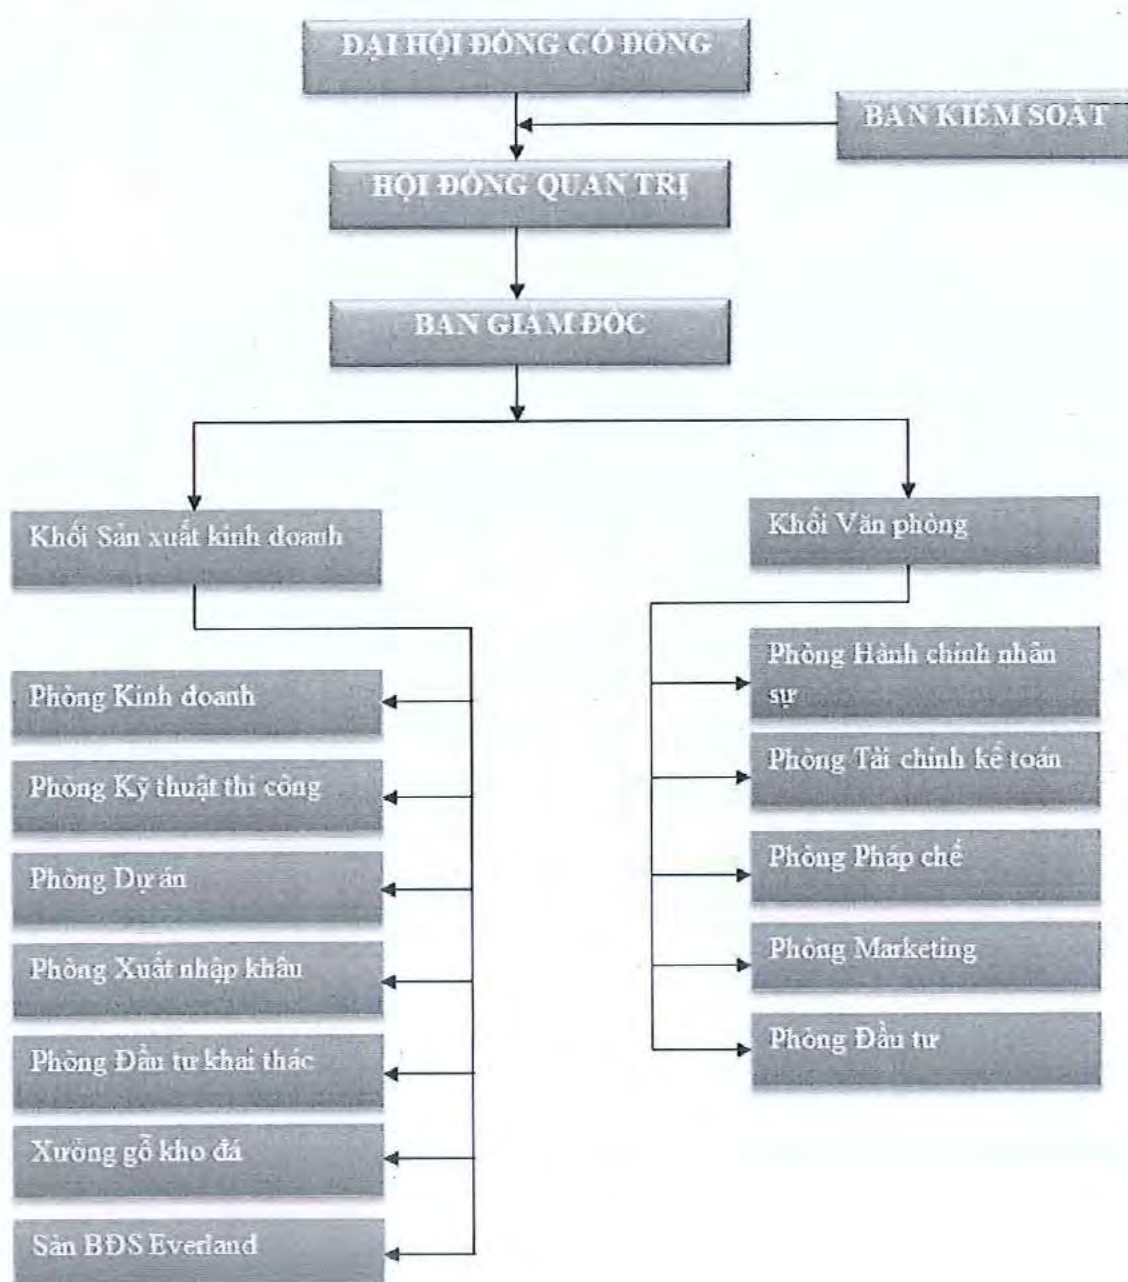 ĐẠI HỘI ĐỒNG CỔ ĐÔNG
BAN KIỂM SOÁT
HỘI ĐỒNG QUẢN TRỊ
BAN GIÁM ĐỐC
Khối Sản xuất kinh doanh
Phòng Kinh doanh
Phòng Kỹ thuật thi công
Phòng Dự án
Phòng Xuất nhập khẩu
Phòng Đầu tư khai thác
Xưởng gỗ kho đá
Sàn BĐS Everland
Khối Văn phòng
Phòng Hành chính nhân
sự
Phòng Tài chính kế toán
Phòng Pháp chế
Phòng Marketing
Phòng Đầu tư